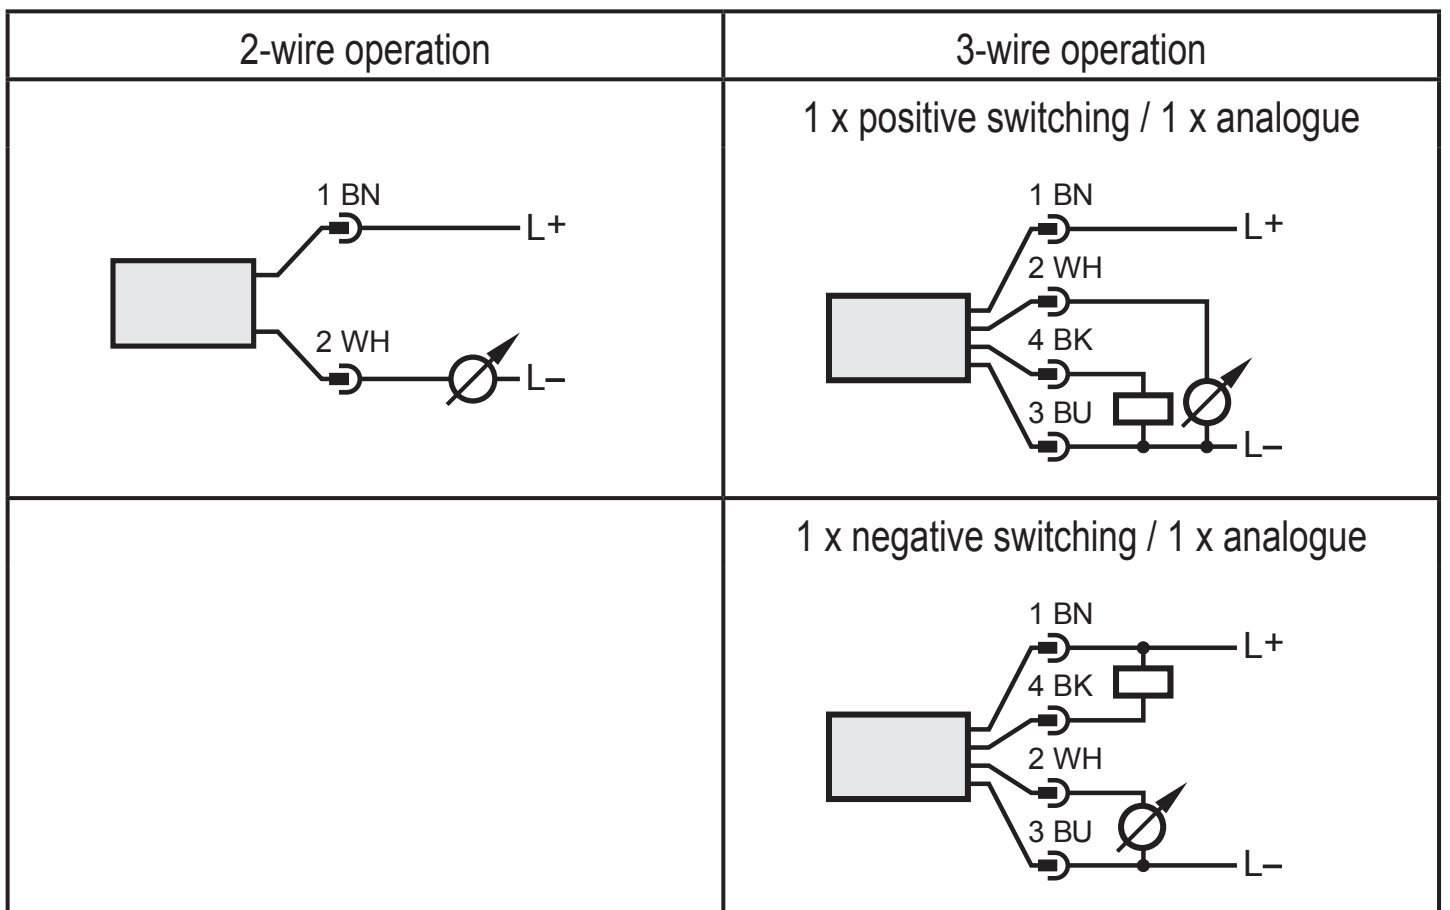 2-wire operation
3-wire operation
1 BN
L+
2 WH
L–
1 x positive switching / 1 x analogue
1 BN
L+
2 WH
4 BK
3 BU
L–
1 x negative switching / 1 x analogue
1 BN
L+
4 BK
2 WH
3 BU
L–